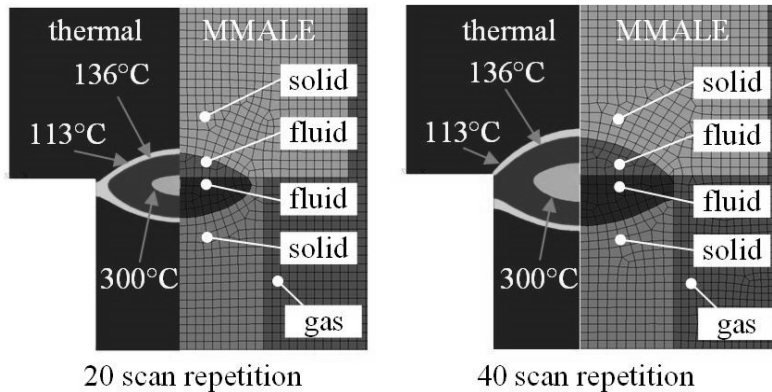 thermal MMALE
136°C
113°C
solid
fluid
fluid
solid
300°C
gas
20 scan repetition
thermal MMALE
136°C
113°C
solid
fluid
fluid
solid
300°C
gas
40 scan repetition